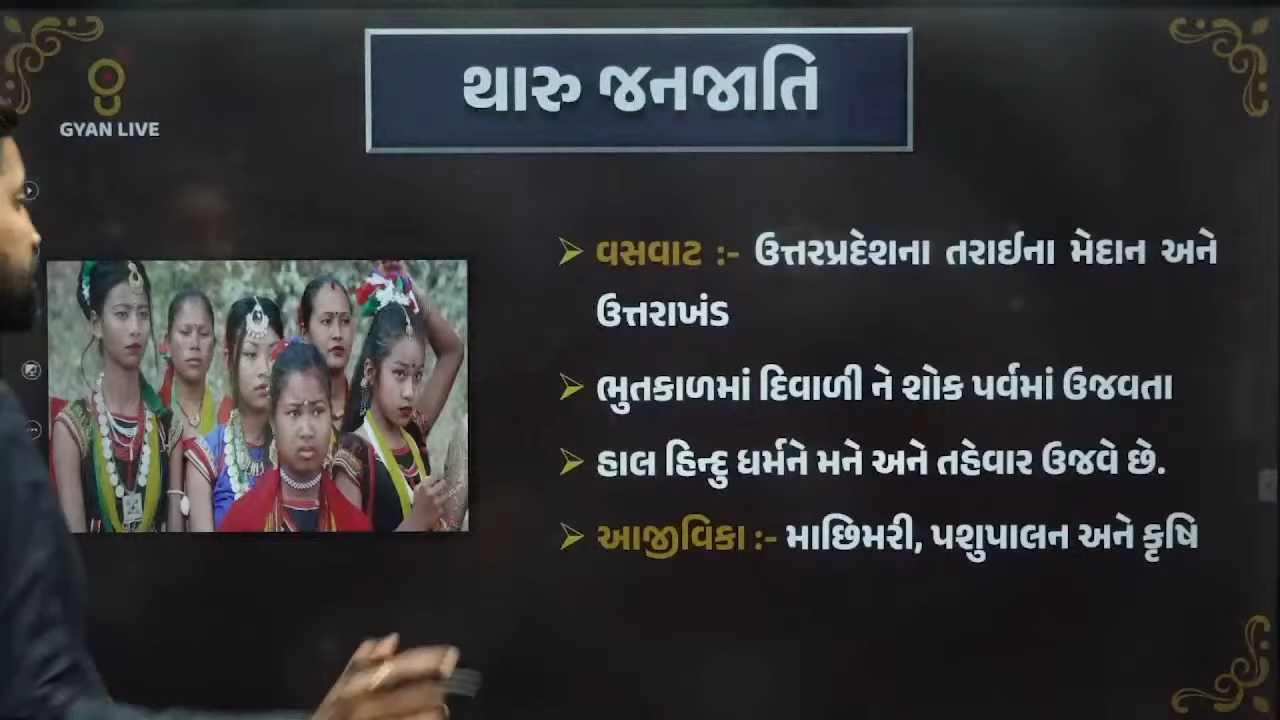 થારુ જનજાતિ
GYAN LIVE
➢ વસવાટ :- ઉત્તરપ્રદેશના તરાઈના મેદાન અને
ઉત્તરાખંડ
➢ ભુતકાળમાં દિવાળી ને શોક પર્વમાં ઉજવતા
➢ હાલ હિન્દુ ધર્મને મને અને તહેવાર ઉજવે છે.
➢ આજીવિકા :- માછિમરી, પશુપાલન અને કૃષિ